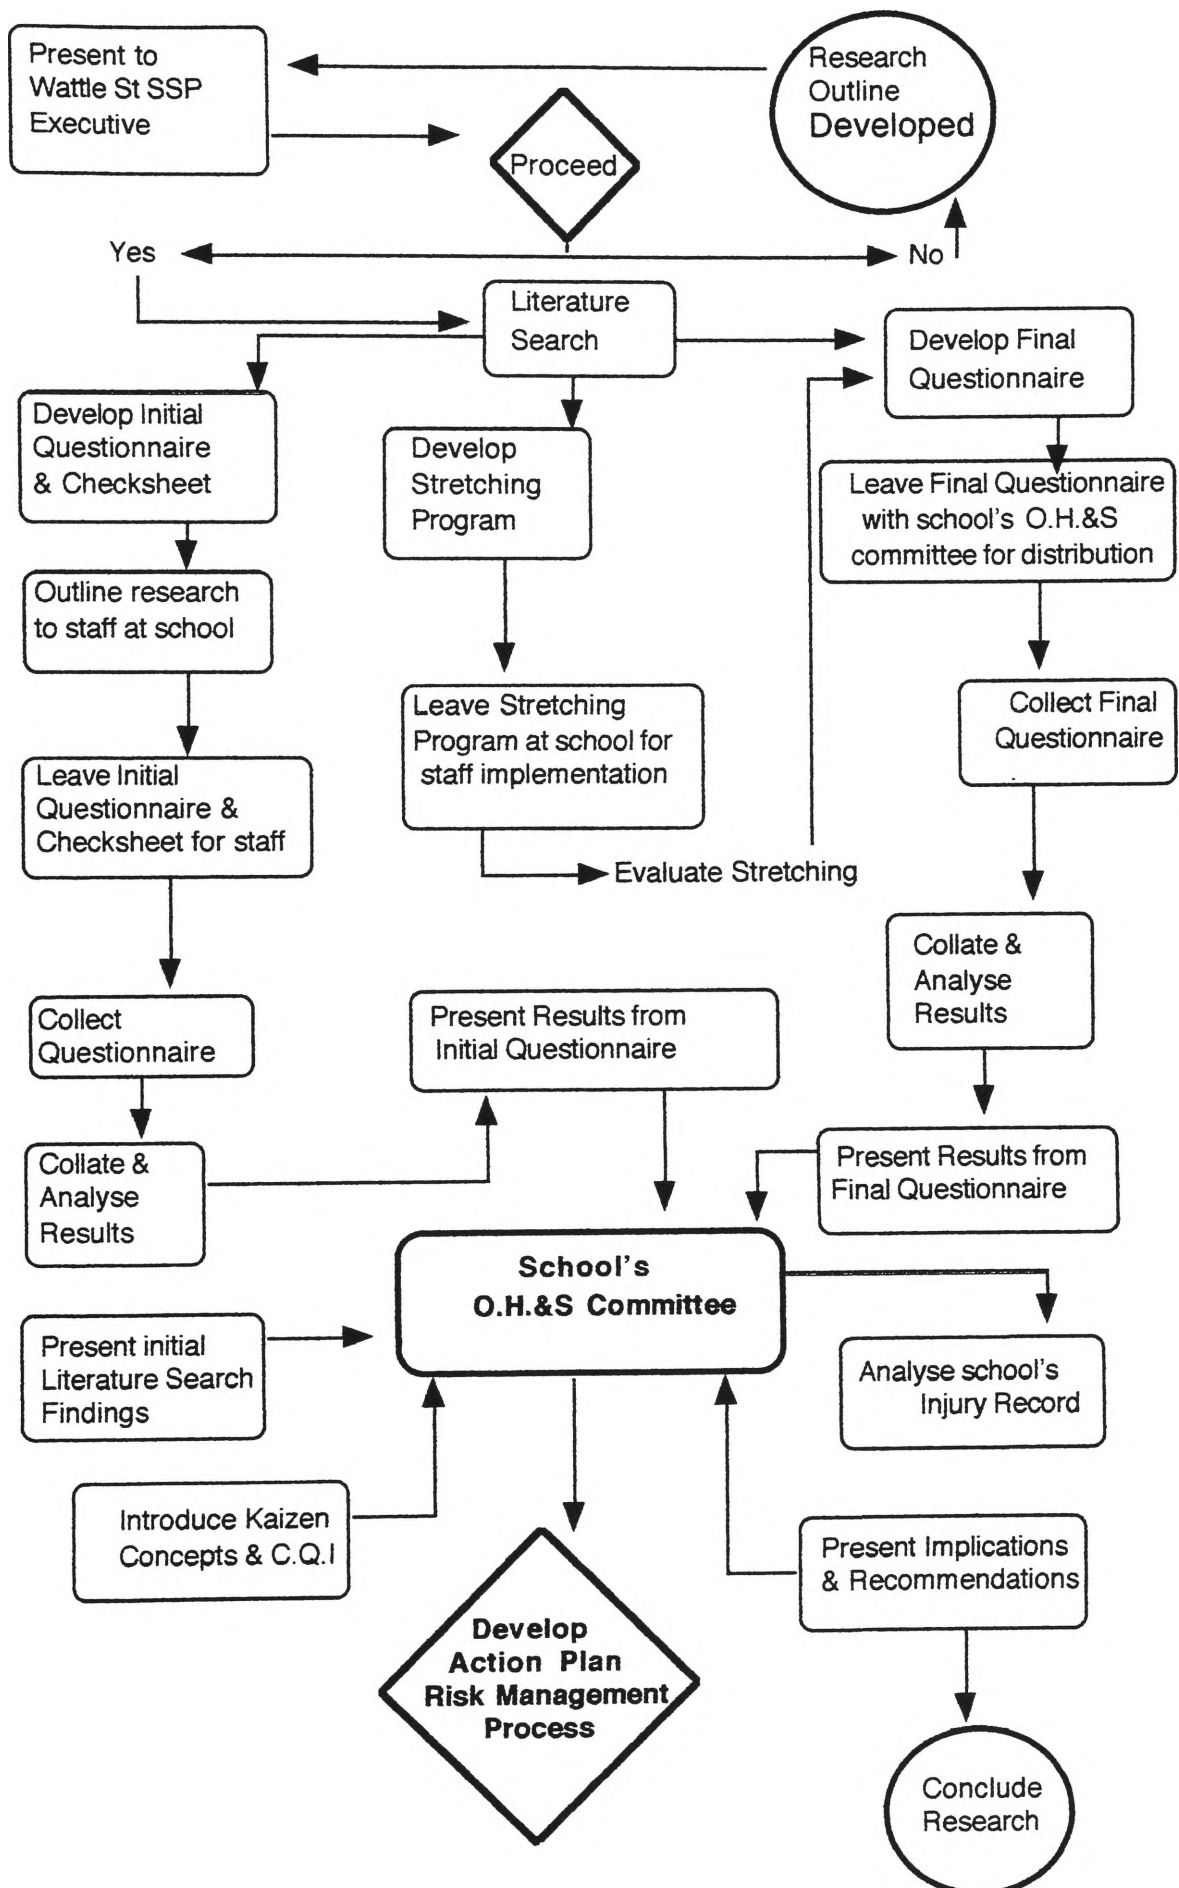 Present to
Wattle St SSP
Executive
Research
Outline
Developed
Proceed
Yes
No
Literature
Search
Develop Final
Questionnaire
Develop Initial
Questionnaire
& Checksheet
Develop
Stretching
Program
Leave Final Questionnaire
with school's O.H.&S
committee for distribution
Outline research
to staff at school
Leave Stretching
Program at school for
staff implementation
Collect Final
Questionnaire
Leave Initial
Questionnaire &
Checksheet for staff
Evaluate Stretching
Collate &
Analyse
Results
Collect
Questionnaire
Present Results from
Initial Questionnaire
Collate &
Analyse
Results
Present Results from
Final Questionnaire
School's
O.H.&S Committee
Present initial
Literature Search
Findings
Analyse school's
Injury Record
Introduce Kaizen
Concepts & C.Q.I
Present Implications
& Recommendations
Develop
Action Plan
Risk Management
Process
Conclude
Research